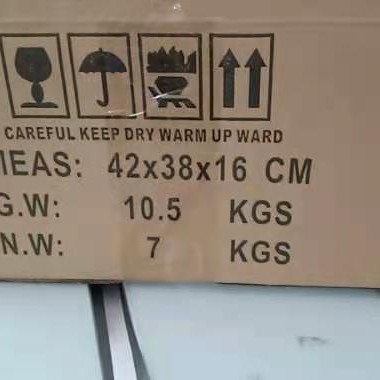 CAREFUL KEEP DRY WARM UP WARD
MEAS: 42x38x16 CM
G.W: 10.5 KGS
N.W: 7 KGS